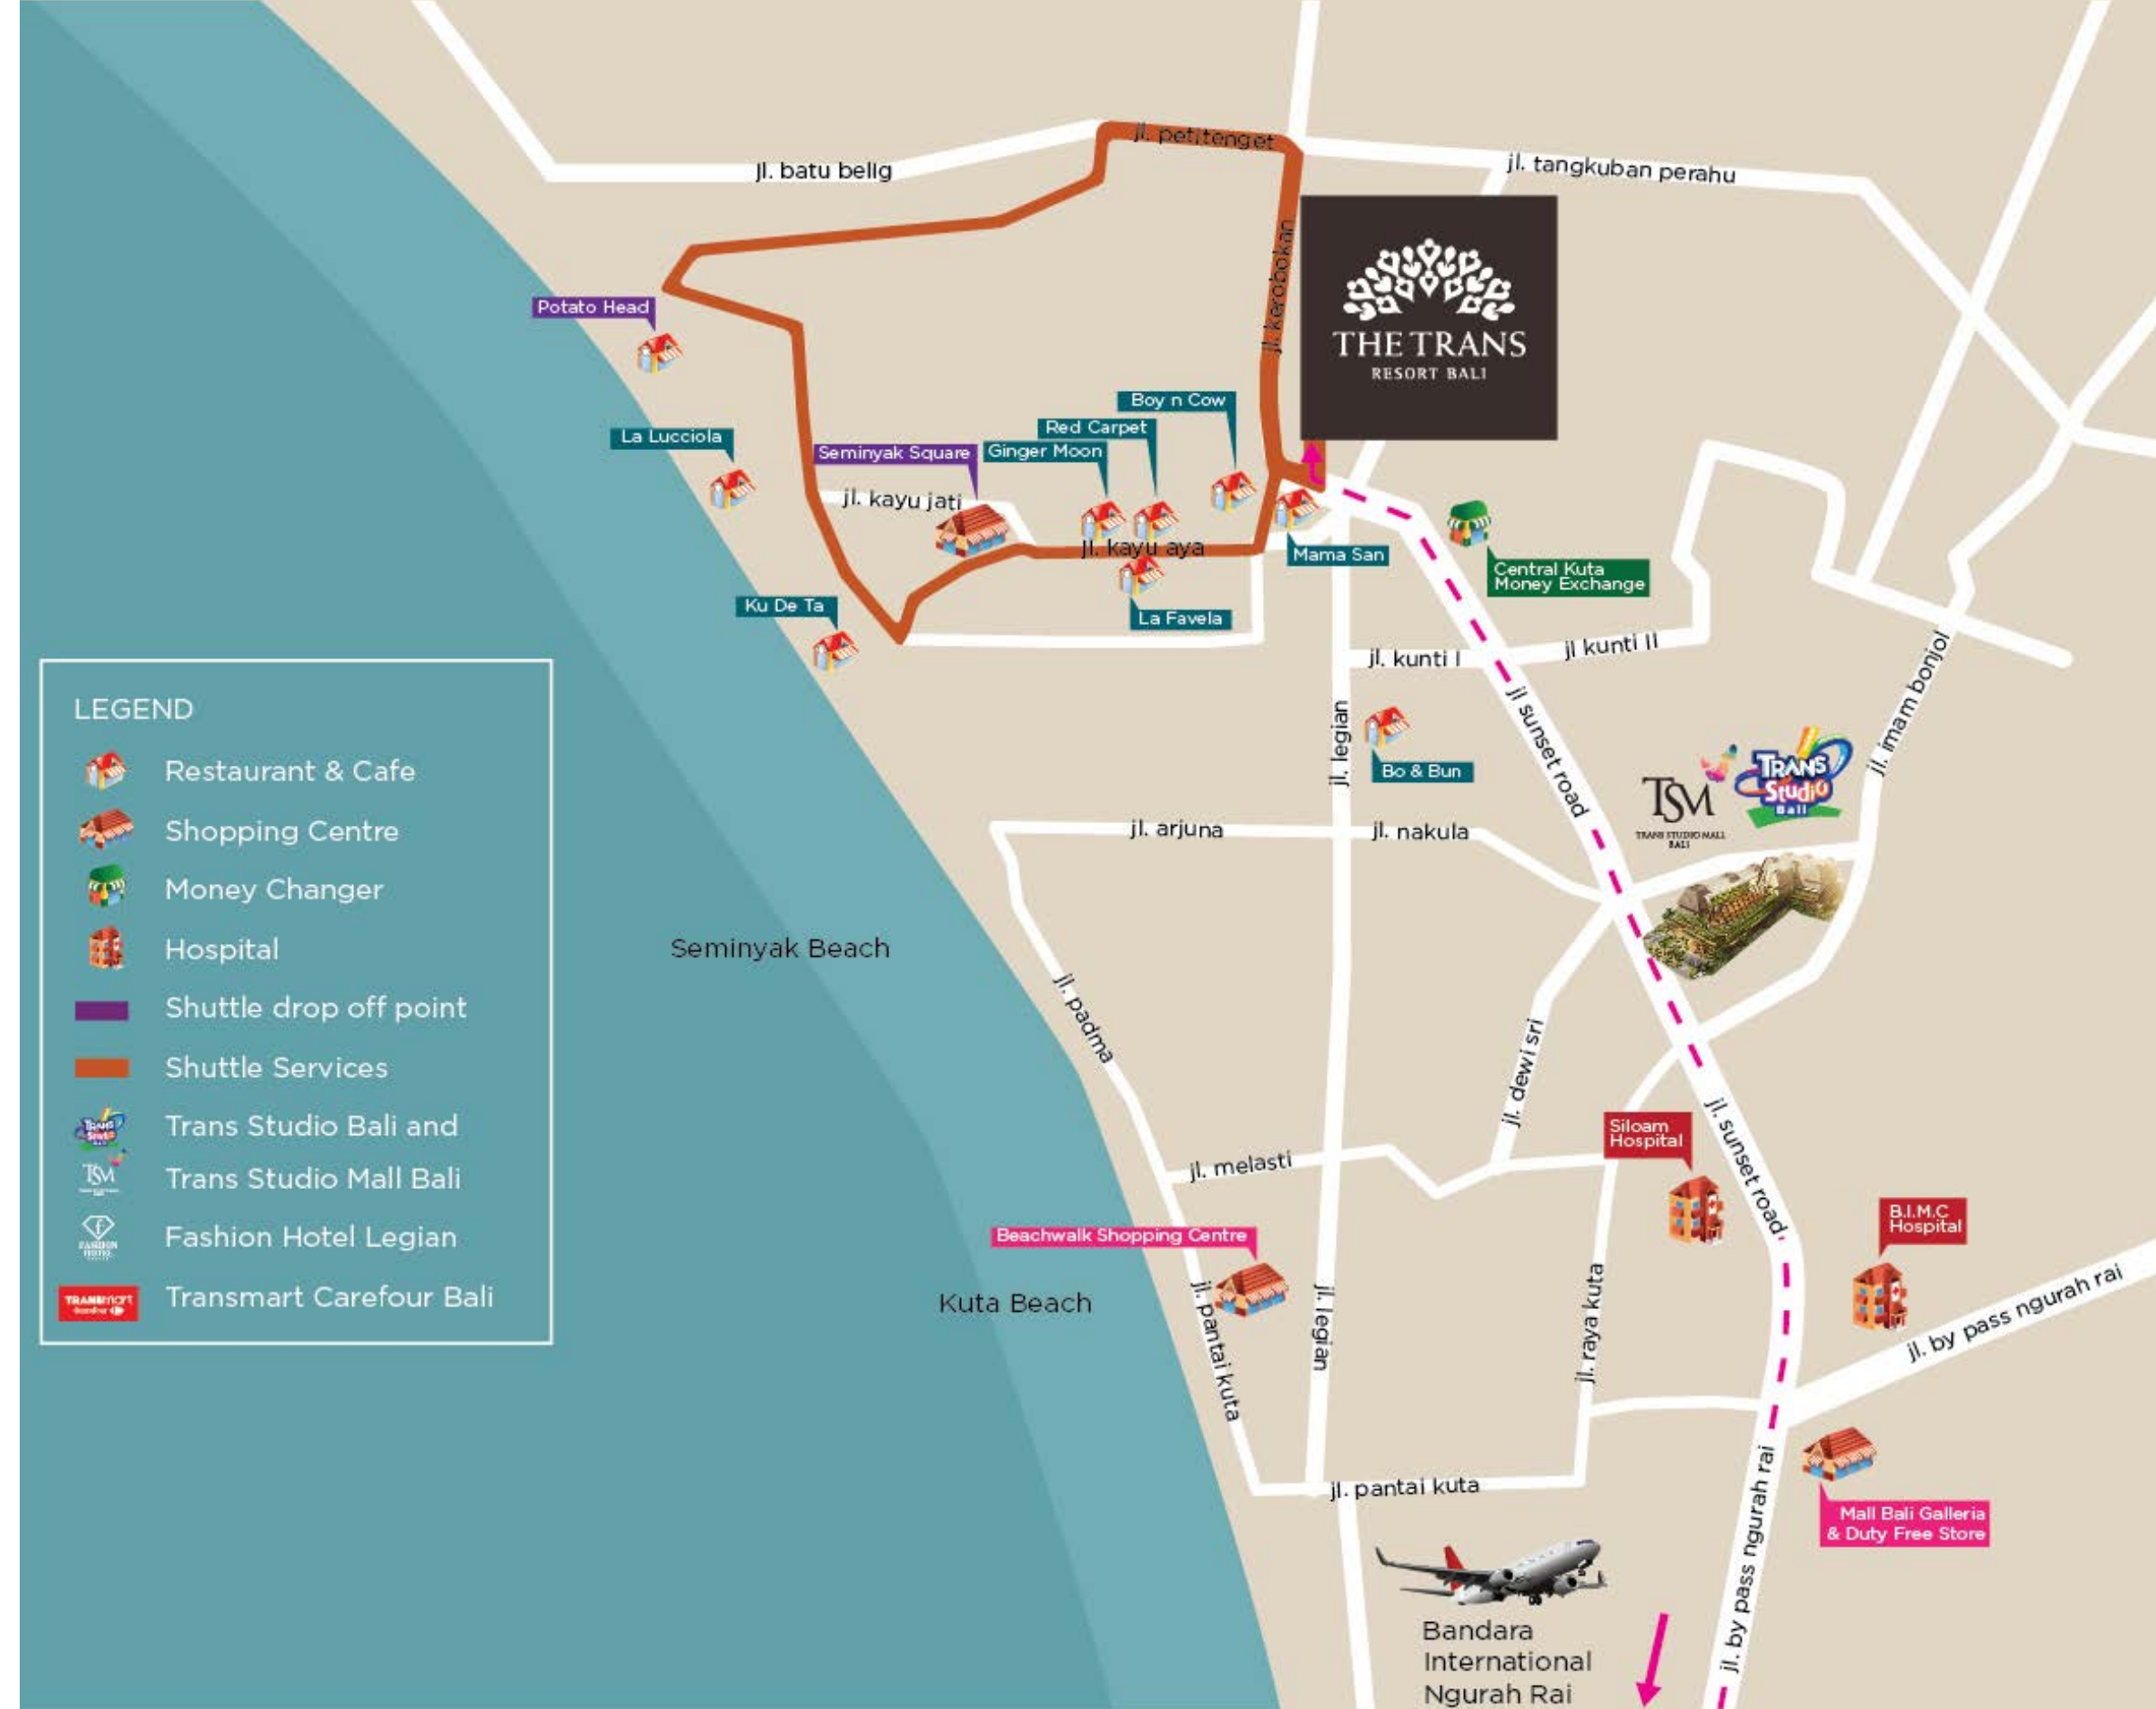 jl. petitenget
jl. batu belig
jl. tangkuban perahu
jl. kerobokan
THE TRANS
RESORT BALI
Potato Head
Boy n Cow
Red Carpet
La Lucciola
Seminyak Square
Ginger Moon
jl. kayu jati
jl. kayu aya
Mama San
Central Kuta
Money Exchange
Ku De Ta
La Favela
jl. kunti I
jl kunti II
jl. imam bonjol
jl. legian
jl sunset road
Bo & Bun
TSM
TRANS STUDIO MALL
BALI
TRANS
Studio
Bali
jl. arjuna
jl. nakula
Seminyak Beach
jl. padma
jl. dewi sri
jl. sunset road
Siloam
Hospital
jl. melasti
B.I.M.C
Hospital
Beachwalk Shopping Centre
Kuta Beach
jl. pantai kuta
jl. legian
jl. raya kuta
jl. by pass ngurah rai
jl. pantai kuta
jl. by pass ngurah rai
Mall Bali Galleria
& Duty Free Store
Bandara
International
Ngurah Rai
LEGEND
Restaurant & Cafe
Shopping Centre
Money Changer
Hospital
Shuttle drop off point
Shuttle Services
TRANS
Studio
Trans Studio Bali and
TSM
Trans Studio Mall Bali
f
FASHION
HOTEL
Fashion Hotel Legian
TRANSmart
Carrefour
Transmart Carefour Bali